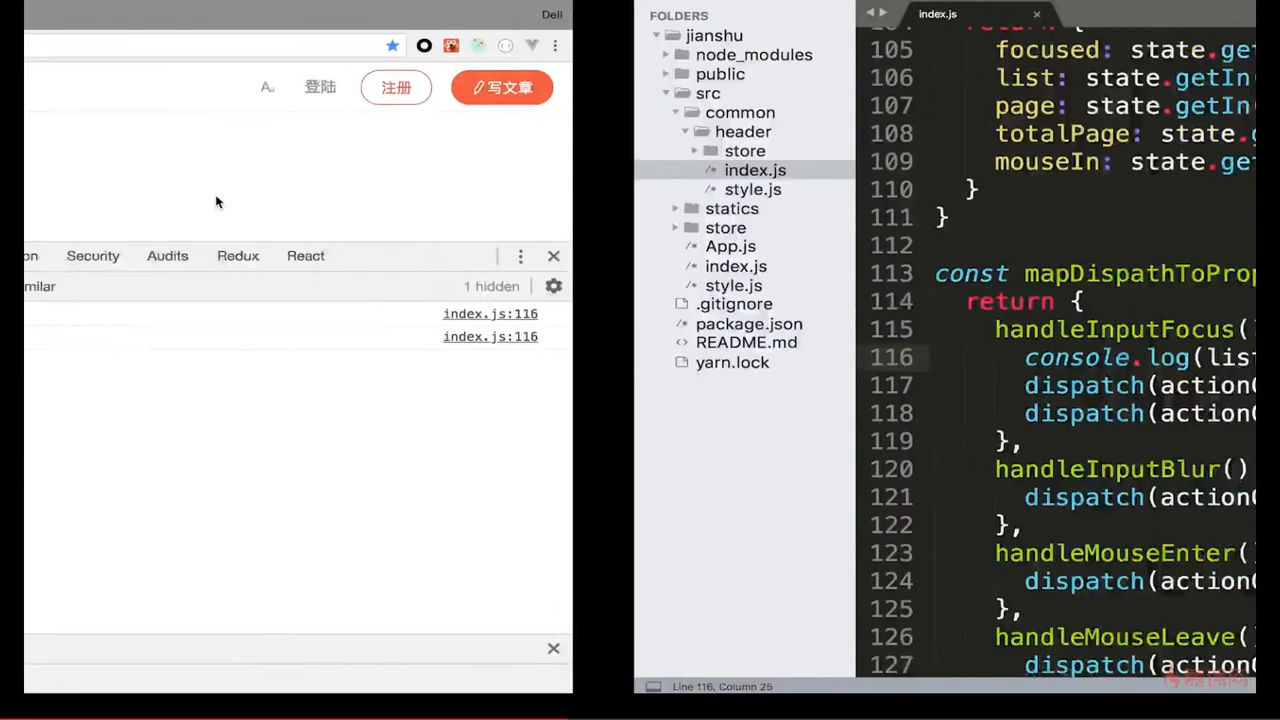 Dell
登陆
注册
写文章
on
Security
Audits
Redux
React
milar
1 hidden
index.js:116
index.js:116
FOLDERS
jianshu
node_modules
public
src
common
header
store
index.js
style.js
statics
store
App.js
index.js
style.js
.gitignore
package.json
README.md
yarn.lock
index.js
105 focused: state.ge
106 list: state.getIn
107 page: state.getIn
108 totalPage: state.g
109 mouseIn: state.get
110 }
111 }
112
113 const mapDispathToProp
114 return {
115 handleInputFocus(
116 console.log(lis
117 dispatch(action
118 dispatch(action
119 },
120 handleInputBlur()
121 dispatch(action
122 },
123 handleMouseEnter(
124 dispatch(action
125 },
126 handleMouseLeave(
127 dispatch(action
Line 116, Column 25